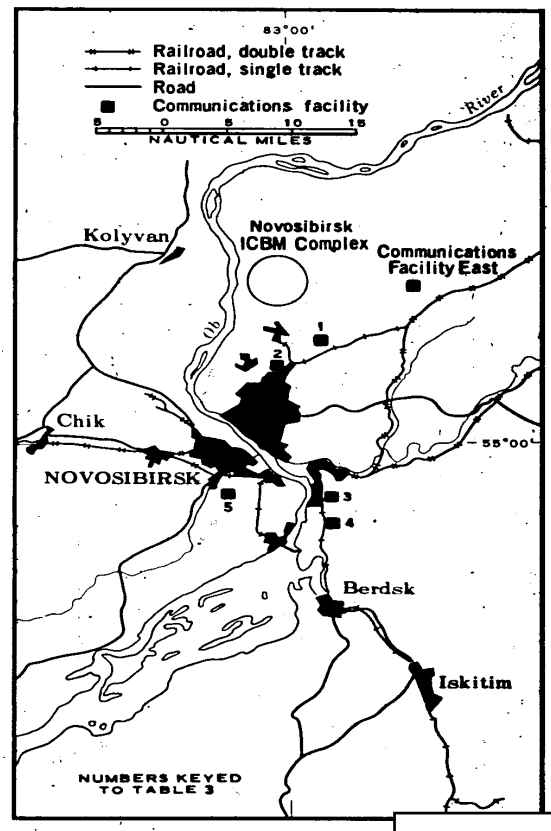 83°00'
Railroad, double track
Railroad, single track
Road
Communications facility
5 0 5 10 15
NAUTICAL MILES
River
Kolyvan
Novosibirsk
ICBM Complex
Communications
Facility East
Ob
1
2
Chik
55°00'
NOVOSIBIRSK
3
5
4
Berdsk
Iskitim
NUMBERS KEYED
TO TABLE 3